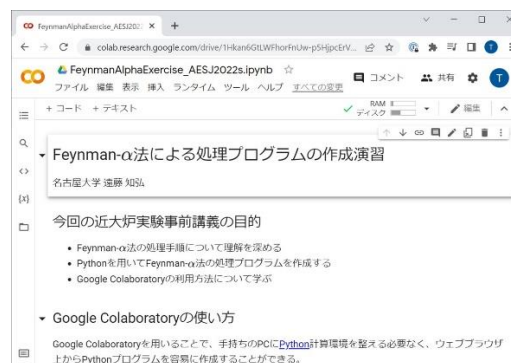 FeynmanAlphaExercise_AESJ202
colab.research.google.com/drive/1Hkan6GtLWFhorFnUw-p5HjpcErV...
FeynmanAlphaExercise_AESJ2022s.ipynb
コメント 共有 T
ファイル 編集 表示 挿入 ランタイム ツール ヘルプ すべての変更
+ コード + テキスト RAM ディスク 編集
Feynman-α法による処理プログラムの作成演習
名古屋大学 遠藤 知弘
今回の近大炉実験事前講義の目的
• Feynman-α法の処理手順について理解を深める
• Pythonを用いてFeynman-α法の処理プログラムを作成する
• Google Colaboratoryの利用方法について学ぶ
Google Colaboratoryの使い方
Google Colaboratoryを用いることで、手持ちのPCにPython計算環境を整える必要なく、ウェブブラウザ
上からPythonプログラムを容易に作成することができる。